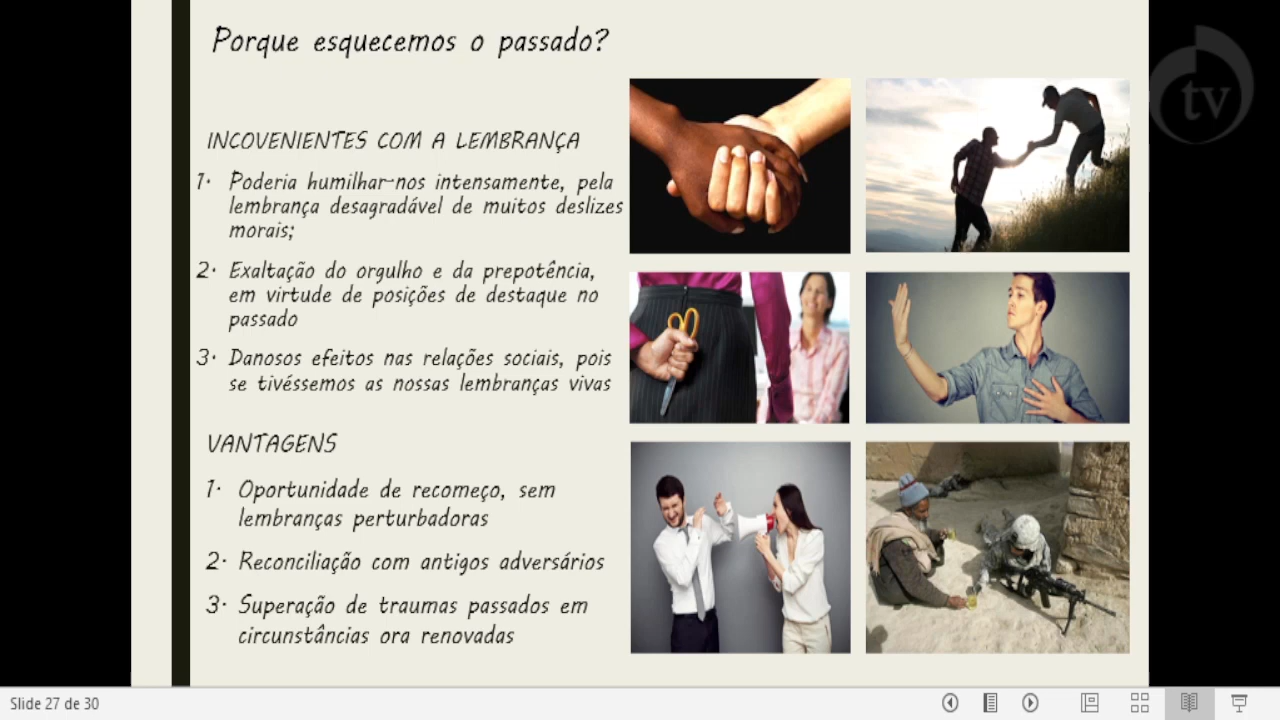 Porque esquecemos o passado?
INCOVENIENTES COM A LEMBRANÇA
1. Poderia humilhar-nos intensamente, pela
lembrança desagradável de muitos deslizes
morais;
2. Exaltação do orgulho e da prepotência,
em virtude de posições de destaque no
passado
3. Danosos efeitos nas relações sociais, pois
se tivéssemos as nossas lembranças vivas
VANTAGENS
1. Oportunidade de recomeço, sem
lembranças perturbadoras
2. Reconciliação com antigos adversários
3. Superação de traumas passados em
circunstâncias ora renovadas
tv
Slide 27 de 30